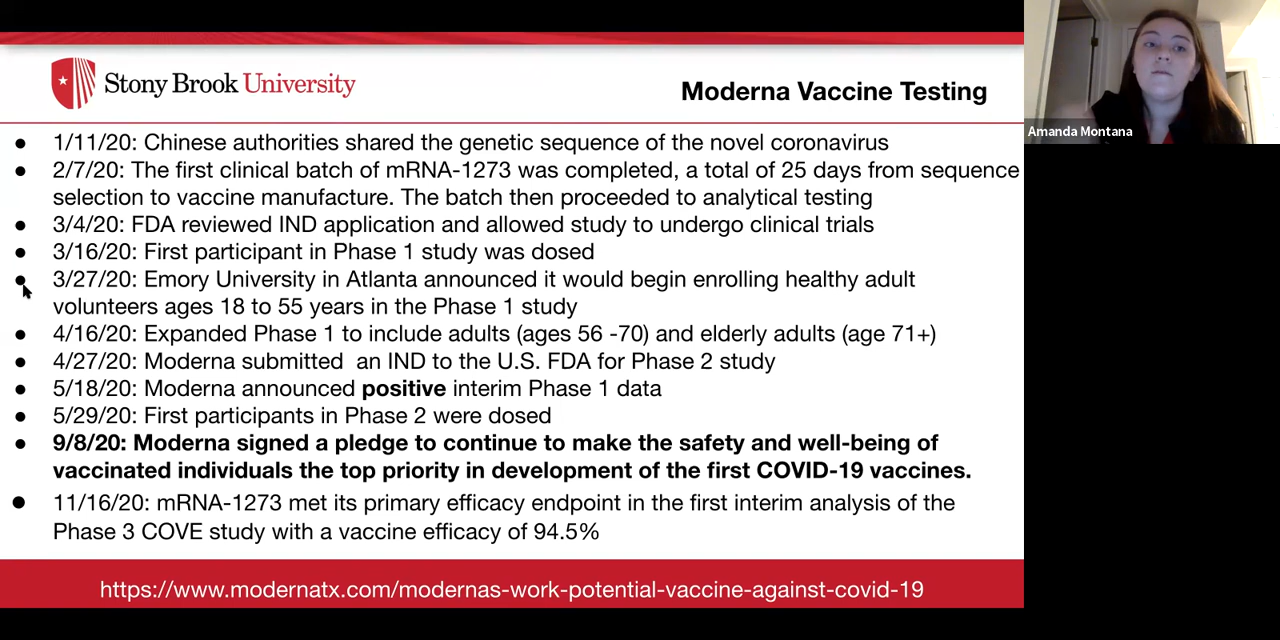 Stony Brook University
Moderna Vaccine Testing
● 1/11/20: Chinese authorities shared the genetic sequence of the novel coronavirus
● 2/7/20: The first clinical batch of mRNA-1273 was completed, a total of 25 days from sequence
selection to vaccine manufacture. The batch then proceeded to analytical testing
● 3/4/20: FDA reviewed IND application and allowed study to undergo clinical trials
● 3/16/20: First participant in Phase 1 study was dosed
● 3/27/20: Emory University in Atlanta announced it would begin enrolling healthy adult
volunteers ages 18 to 55 years in the Phase 1 study
● 4/16/20: Expanded Phase 1 to include adults (ages 56 -70) and elderly adults (age 71+)
● 4/27/20: Moderna submitted  an IND to the U.S. FDA for Phase 2 study
● 5/18/20: Moderna announced positive interim Phase 1 data
● 5/29/20: First participants in Phase 2 were dosed
● 9/8/20: Moderna signed a pledge to continue to make the safety and well-being of
vaccinated individuals the top priority in development of the first COVID-19 vaccines.
● 11/16/20: mRNA-1273 met its primary efficacy endpoint in the first interim analysis of the
Phase 3 COVE study with a vaccine efficacy of 94.5%
https://www.modernatx.com/modernas-work-potential-vaccine-against-covid-19
Amanda Montana